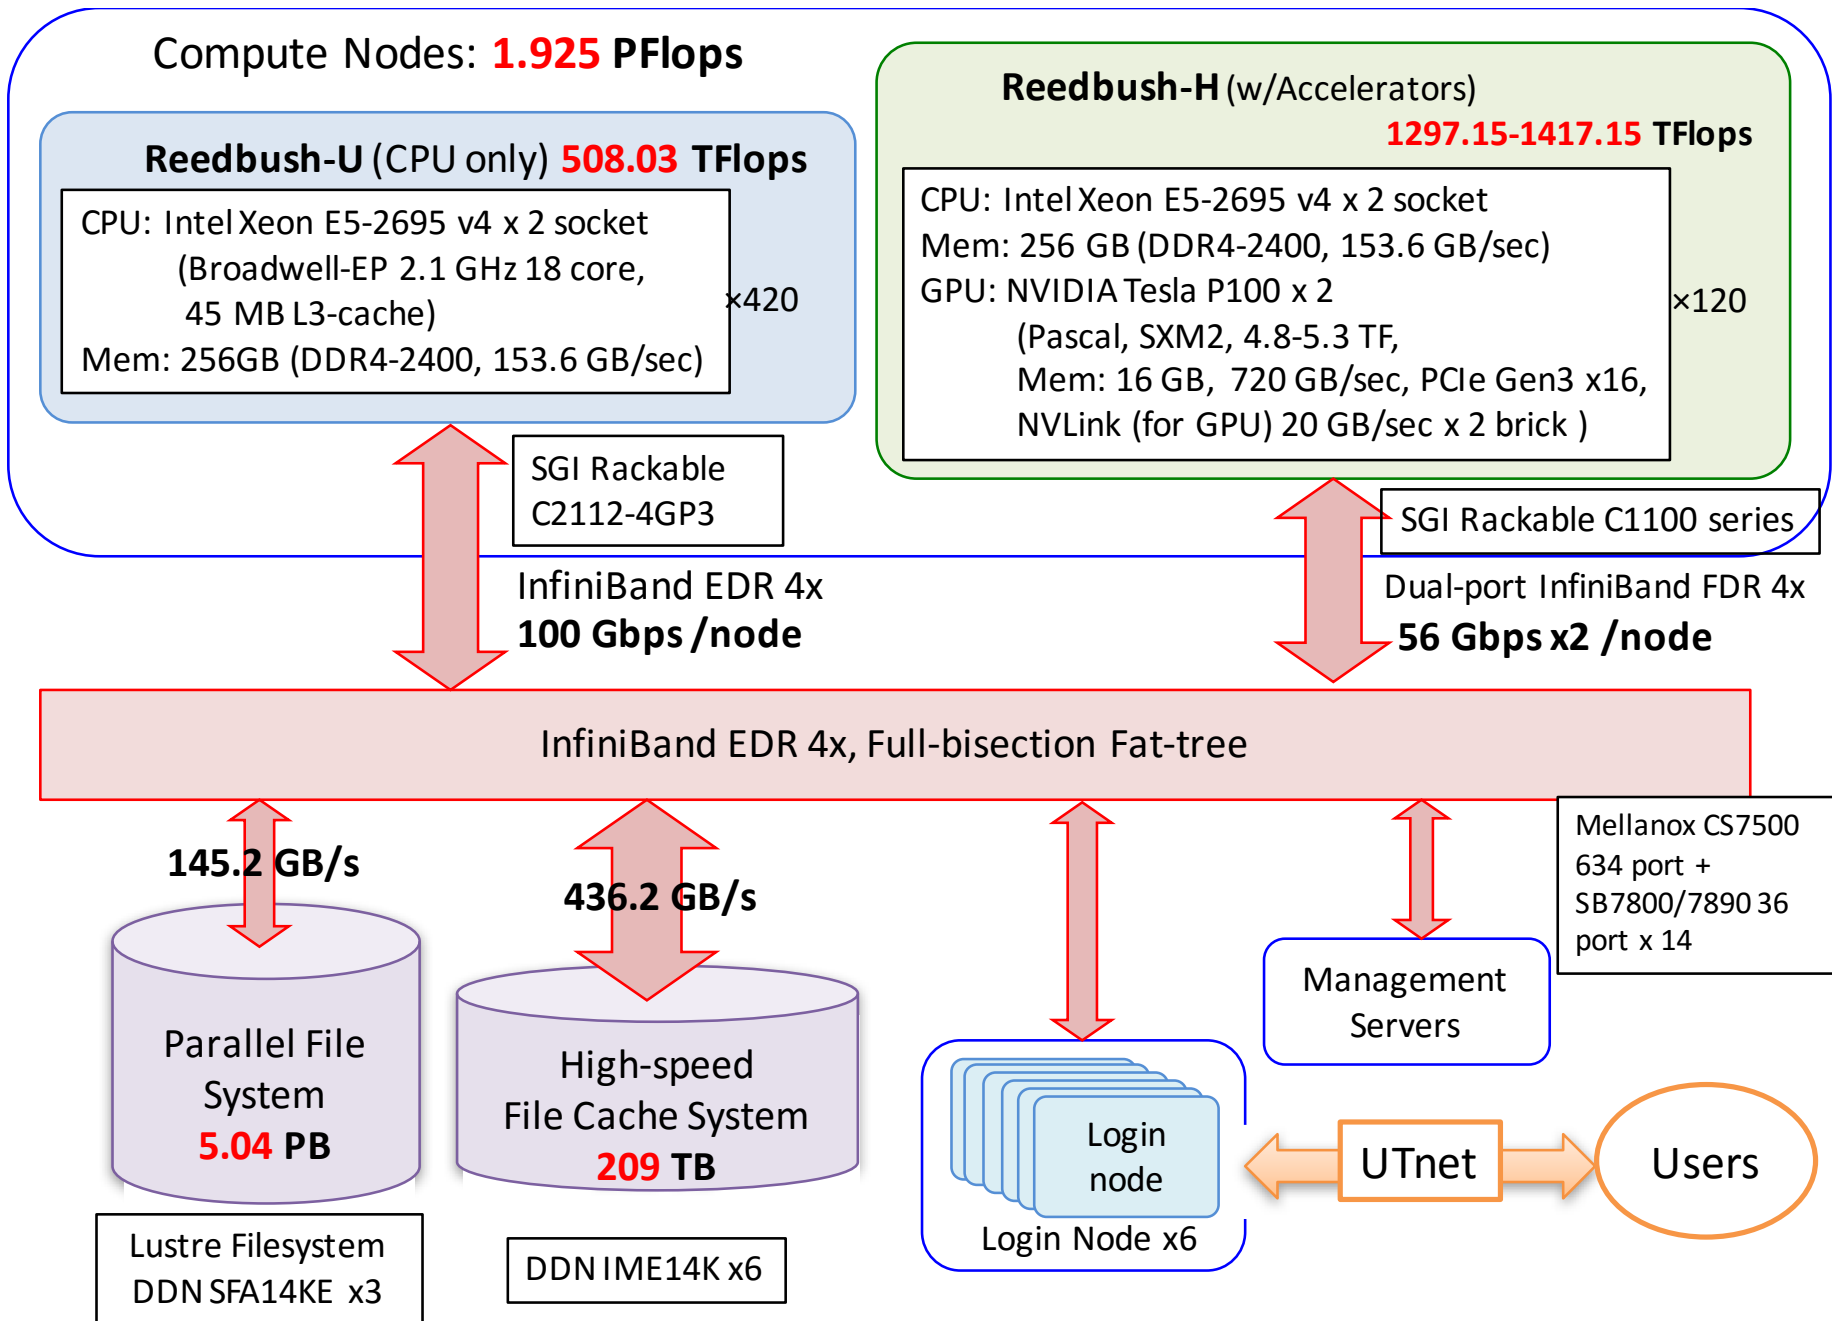 Compute Nodes: 1.925 PFlops
Reedbush-U (CPU only) 508.03 TFlops
CPU: Intel Xeon E5-2695 v4 x 2 socket
(Broadwell-EP 2.1 GHz 18 core,
45 MB L3-cache)
Mem: 256GB (DDR4-2400, 153.6 GB/sec)
×420
SGI Rackable
C2112-4GP3
InfiniBand EDR 4x
100 Gbps /node
Reedbush-H (w/Accelerators)
1297.15-1417.15 TFlops
CPU: Intel Xeon E5-2695 v4 x 2 socket
Mem: 256 GB (DDR4-2400, 153.6 GB/sec)
GPU: NVIDIA Tesla P100 x 2
(Pascal, SXM2, 4.8-5.3 TF,
Mem: 16 GB, 720 GB/sec, PCIe Gen3 x16,
NVLink (for GPU) 20 GB/sec x 2 brick )
×120
SGI Rackable C1100 series
Dual-port InfiniBand FDR 4x
56 Gbps x2 /node
InfiniBand EDR 4x, Full-bisection Fat-tree
145.2 GB/s
436.2 GB/s
Mellanox CS7500
634 port +
SB7800/7890 36
port x 14
Parallel File
System
5.04 PB
Lustre Filesystem
DDN SFA14KE x3
High-speed
File Cache System
209 TB
DDN IME14K x6
Management
Servers
Login
node
Login Node x6
UTnet
Users